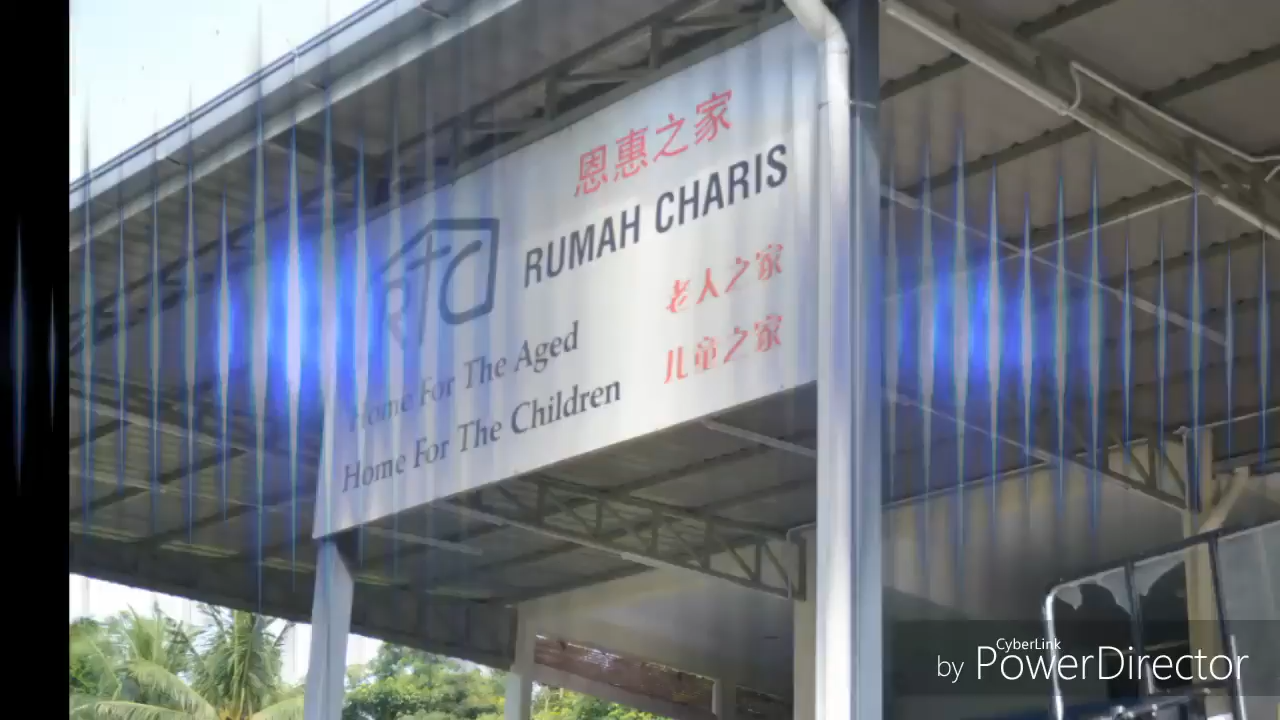 恩惠之家
RUMAH CHARIS
RTC
老人之家
Home For The Aged
儿童之家
Home For The Children
CyberLink
by PowerDirector